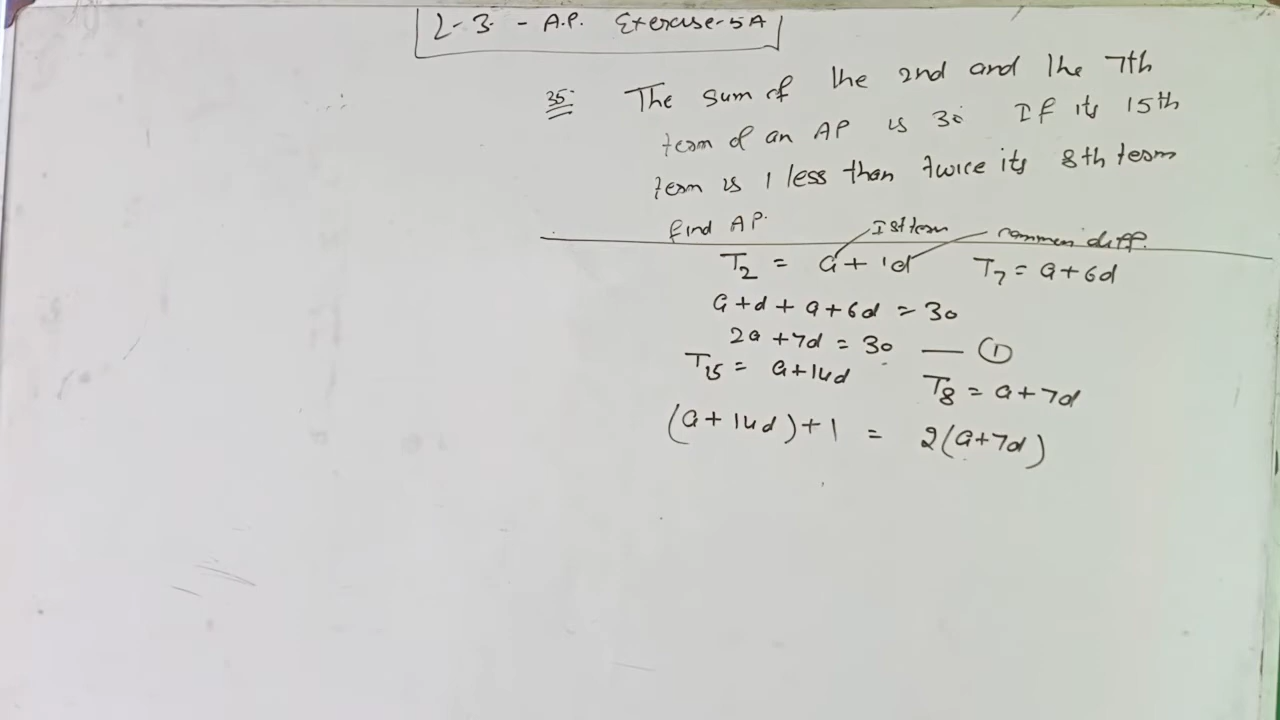 L-3 - A.P. Exercise-5A
35: The sum of the 2nd and the 7th
term of an AP is 30 If its 15th
term is 1 less than twice its 8th term
find AP.
Ist term common diff.
T₂ = a + 1d T₇ = a + 6d
a + d + a + 6d = 30
2a + 7d = 30 — ①
T₁₅ = a + 14d T₈ = a + 7d
(a + 14d) + 1 = 2(a + 7d)